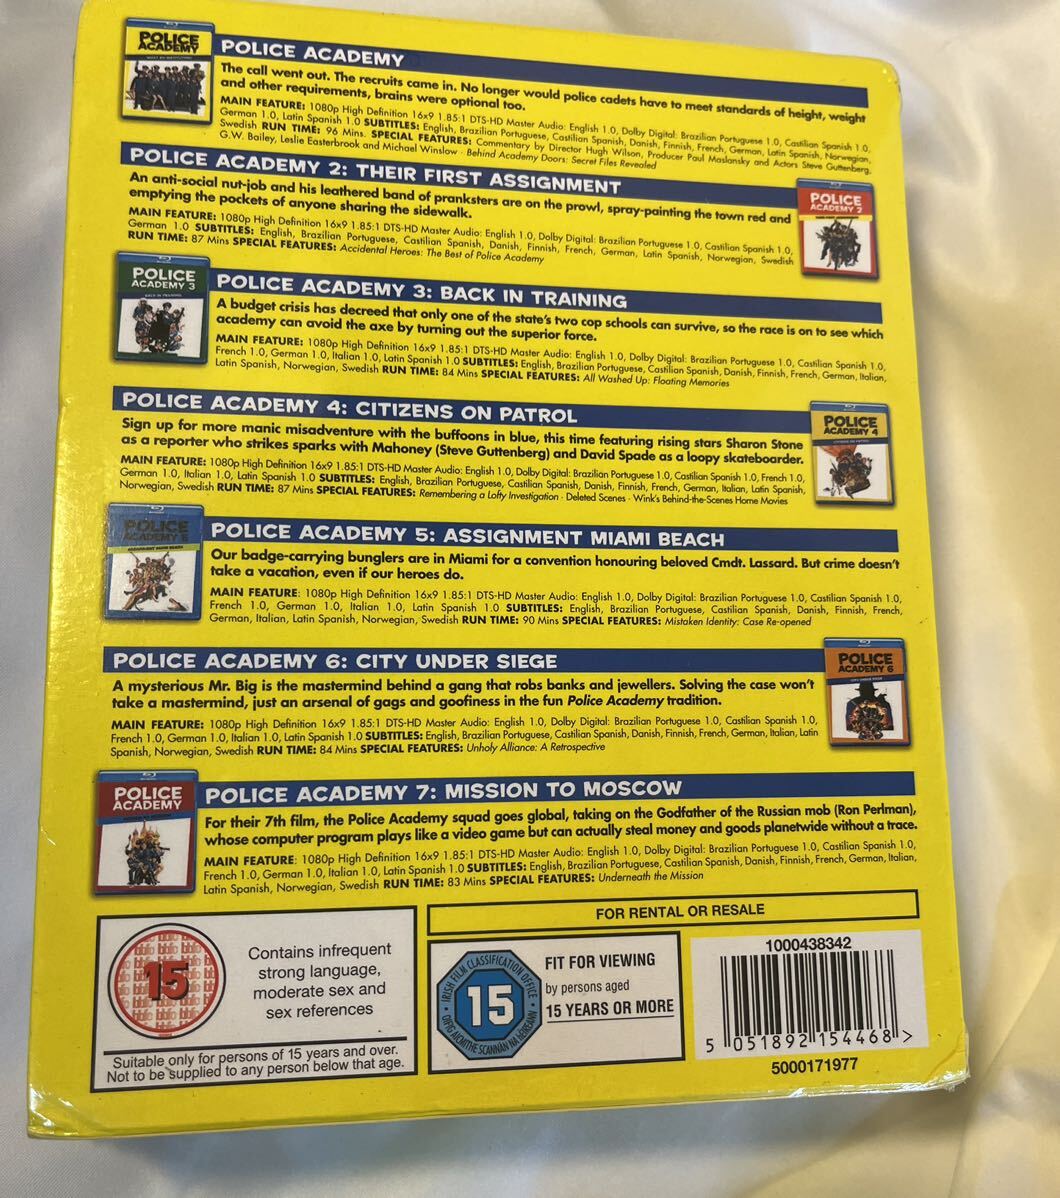 POLICE
ACADEMY
POLICE ACADEMY
The call went out. The recruits came in. No longer would police cadets have to meet standards of height, weight
and other requirements, brains were optional too.
MAIN FEATURE: 1080p High Definition 16x9 1.85:1 DTS-HD Master Audio: English 1.0, Dolby Digital: Brazilian Portuguese 1.0, Castilian Spanish 1.0,
German 1.0, Latin Spanish 1.0 SUBTITLES: English, Brazilian Portuguese, Castilian Spanish, Danish, Finnish, French, German, Latin Spanish, Norwegian,
Swedish RUN TIME: 96 Mins. SPECIAL FEATURES: Commentary by Director Hugh Wilson, Producer Paul Maslansky and Actors Steve Guttenberg,
G.W. Bailey, Leslie Easterbrook and Michael Winslow · Behind Academy Doors: Secret Files Revealed
POLICE ACADEMY 2: THEIR FIRST ASSIGNMENT
An anti-social nut-job and his leathered band of pranksters are on the prowl, spray-painting the town red and
emptying the pockets of anyone sharing the sidewalk.
MAIN FEATURE: 1080p High Definition 16x9 1.85:1 DTS-HD Master Audio: English 1.0, Dolby Digital: Brazilian Portuguese 1.0, Castilian Spanish 1.0,
German 1.0 SUBTITLES: English, Brazilian Portuguese, Castilian Spanish, Danish, Finnish, French, German, Latin Spanish, Norwegian, Swedish
RUN TIME: 87 Mins SPECIAL FEATURES: Accidental Heroes: The Best of Police Academy
POLICE
ACADEMY 2
POLICE
ACADEMY 3
BACK IN TRAINING
POLICE ACADEMY 3: BACK IN TRAINING
A budget crisis has decreed that only one of the state's two cop schools can survive, so the race is on to see which
academy can avoid the axe by turning out the superior force.
MAIN FEATURE: 1080p High Definition 16x9 1.85:1 DTS-HD Master Audio: English 1.0, Dolby Digital: Brazilian Portuguese 1.0, Castilian Spanish 1.0,
French 1.0, German 1.0, Italian 1.0, Latin Spanish 1.0 SUBTITLES: English, Brazilian Portuguese, Castilian Spanish, Danish, Finnish, French, German, Italian,
Latin Spanish, Norwegian, Swedish RUN TIME: 84 Mins SPECIAL FEATURES: All Washed Up: Floating Memories
POLICE ACADEMY 4: CITIZENS ON PATROL
Sign up for more manic misadventure with the buffoons in blue, this time featuring rising stars Sharon Stone
as a reporter who strikes sparks with Mahoney (Steve Guttenberg) and David Spade as a loopy skateboarder.
MAIN FEATURE: 1080p High Definition 16x9 1.85:1 DTS-HD Master Audio: English 1.0, Dolby Digital: Brazilian Portuguese 1.0, Castilian Spanish 1.0, French 1.0,
German 1.0, Italian 1.0, Latin Spanish 1.0 SUBTITLES: English, Brazilian Portuguese, Castilian Spanish, Danish, Finnish, French, German, Italian, Latin Spanish,
Norwegian, Swedish RUN TIME: 87 Mins SPECIAL FEATURES: Remembering a Lofty Investigation · Deleted Scenes · Wink's Behind-the-Scenes Home Movies
POLICE
ACADEMY 4
CITIZENS ON PATROL
POLICE
ACADEMY 5
ASSIGNMENT MIAMI BEACH
POLICE ACADEMY 5: ASSIGNMENT MIAMI BEACH
Our badge-carrying bunglers are in Miami for a convention honouring beloved Cmdt. Lassard. But crime doesn't
take a vacation, even if our heroes do.
MAIN FEATURE: 1080p High Definition 16x9 1.85:1 DTS-HD Master Audio: English 1.0, Dolby Digital: Brazilian Portuguese 1.0, Castilian Spanish 1.0,
French 1.0, German 1.0, Italian 1.0, Latin Spanish 1.0 SUBTITLES: English, Brazilian Portuguese, Castilian Spanish, Danish, Finnish, French,
German, Italian, Latin Spanish, Norwegian, Swedish RUN TIME: 90 Mins SPECIAL FEATURES: Mistaken Identity: Case Re-opened
POLICE ACADEMY 6: CITY UNDER SIEGE
A mysterious Mr. Big is the mastermind behind a gang that robs banks and jewellers. Solving the case won't
take a mastermind, just an arsenal of gags and goofiness in the fun Police Academy tradition.
MAIN FEATURE: 1080p High Definition 16x9 1.85:1 DTS-HD Master Audio: English 1.0, Dolby Digital: Brazilian Portuguese 1.0, Castilian Spanish 1.0,
French 1.0, German 1.0, Italian 1.0, Latin Spanish 1.0 SUBTITLES: English, Brazilian Portuguese, Castilian Spanish, Danish, Finnish, French, German, Italian, Latin
Spanish, Norwegian, Swedish RUN TIME: 84 Mins SPECIAL FEATURES: Unholy Alliance: A Retrospective
POLICE
ACADEMY 6
CITY UNDER SIEGE
POLICE
ACADEMY
POLICE ACADEMY 7: MISSION TO MOSCOW
For their 7th film, the Police Academy squad goes global, taking on the Godfather of the Russian mob (Ron Perlman),
whose computer program plays like a video game but can actually steal money and goods planetwide without a trace.
MAIN FEATURE: 1080p High Definition 16x9 1.85:1 DTS-HD Master Audio: English 1.0, Dolby Digital: Brazilian Portuguese 1.0, Castilian Spanish 1.0,
French 1.0, German 1.0, Italian 1.0, Latin Spanish 1.0 SUBTITLES: English, Brazilian Portuguese, Castilian Spanish, Danish, Finnish, French, German, Italian,
Latin Spanish, Norwegian, Swedish RUN TIME: 83 Mins SPECIAL FEATURES: Underneath the Mission
15
Contains infrequent
strong language,
moderate sex and
sex references
Suitable only for persons of 15 years and over.
Not to be supplied to any person below that age.
FOR RENTAL OR RESALE
IRISH FILM CLASSIFICATION OFFICE
15
OIFIG AICMITHE SCANNÁN NA hÉIREANN
FIT FOR VIEWING
by persons aged
15 YEARS OR MORE
1000438342
5 051892 154468 >
5000171977